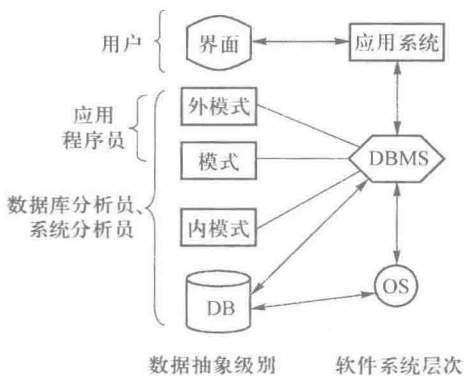 用户
界面
应用系统
应用
程序员
外模式
模式
DBMS
数据库分析员、
系统分析员
内模式
DB
OS
数据抽象级别
软件系统层次